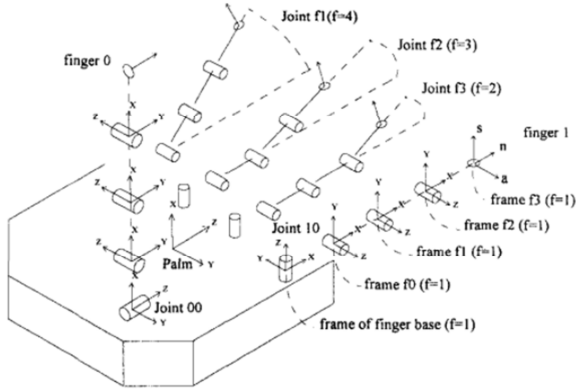 Joint f1(f=4)
Joint f2 (f=3)
finger 0
Joint f3 (f=2)
X
Z
Y
S
n
a
finger 1
frame f3 (f=1)
X
Z
Y
Y
X
Z
frame f2 (f=1)
X
Z
Y
Palm
Joint 10
Y
X
Z
frame f1 (f=1)
X
Z
Y
Y
X
Z
frame f0 (f=1)
Z
Y
X
frame of finger base (f=1)
X
Z
Y
Joint 00